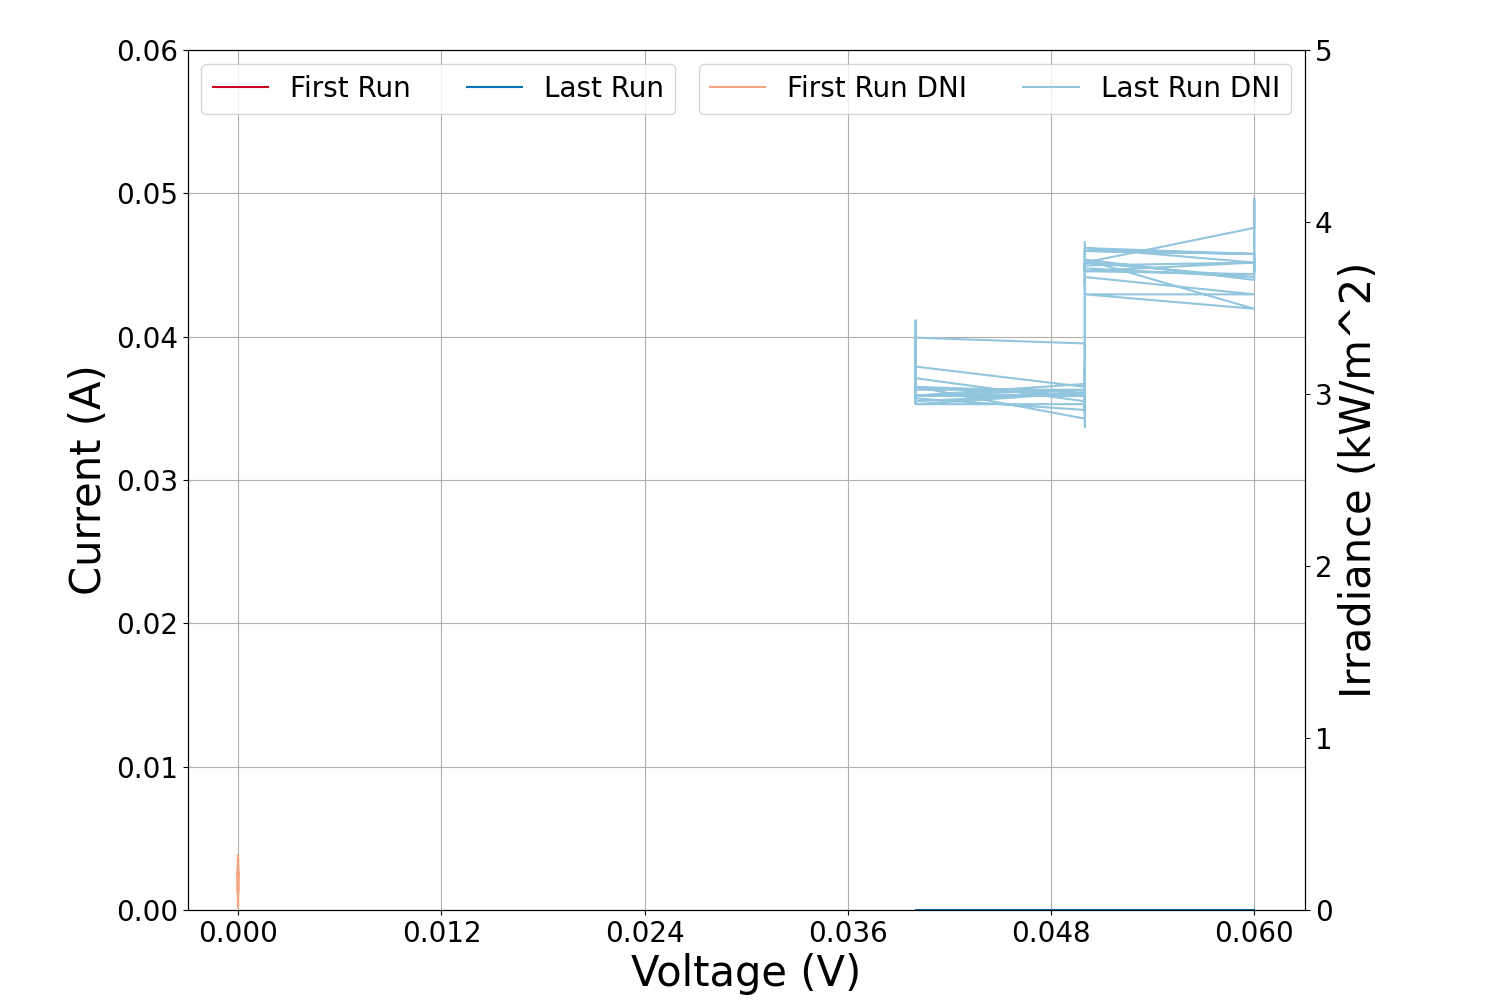 First Run
Last Run
First Run DNI
Last Run DNI
0.06
0.05
0.04
0.03
0.02
0.01
0.00
Current (A)
5
4
3
2
1
0
Irradiance (kW/m^2)
0.000
0.012
0.024
0.036
0.048
0.060
Voltage (V)